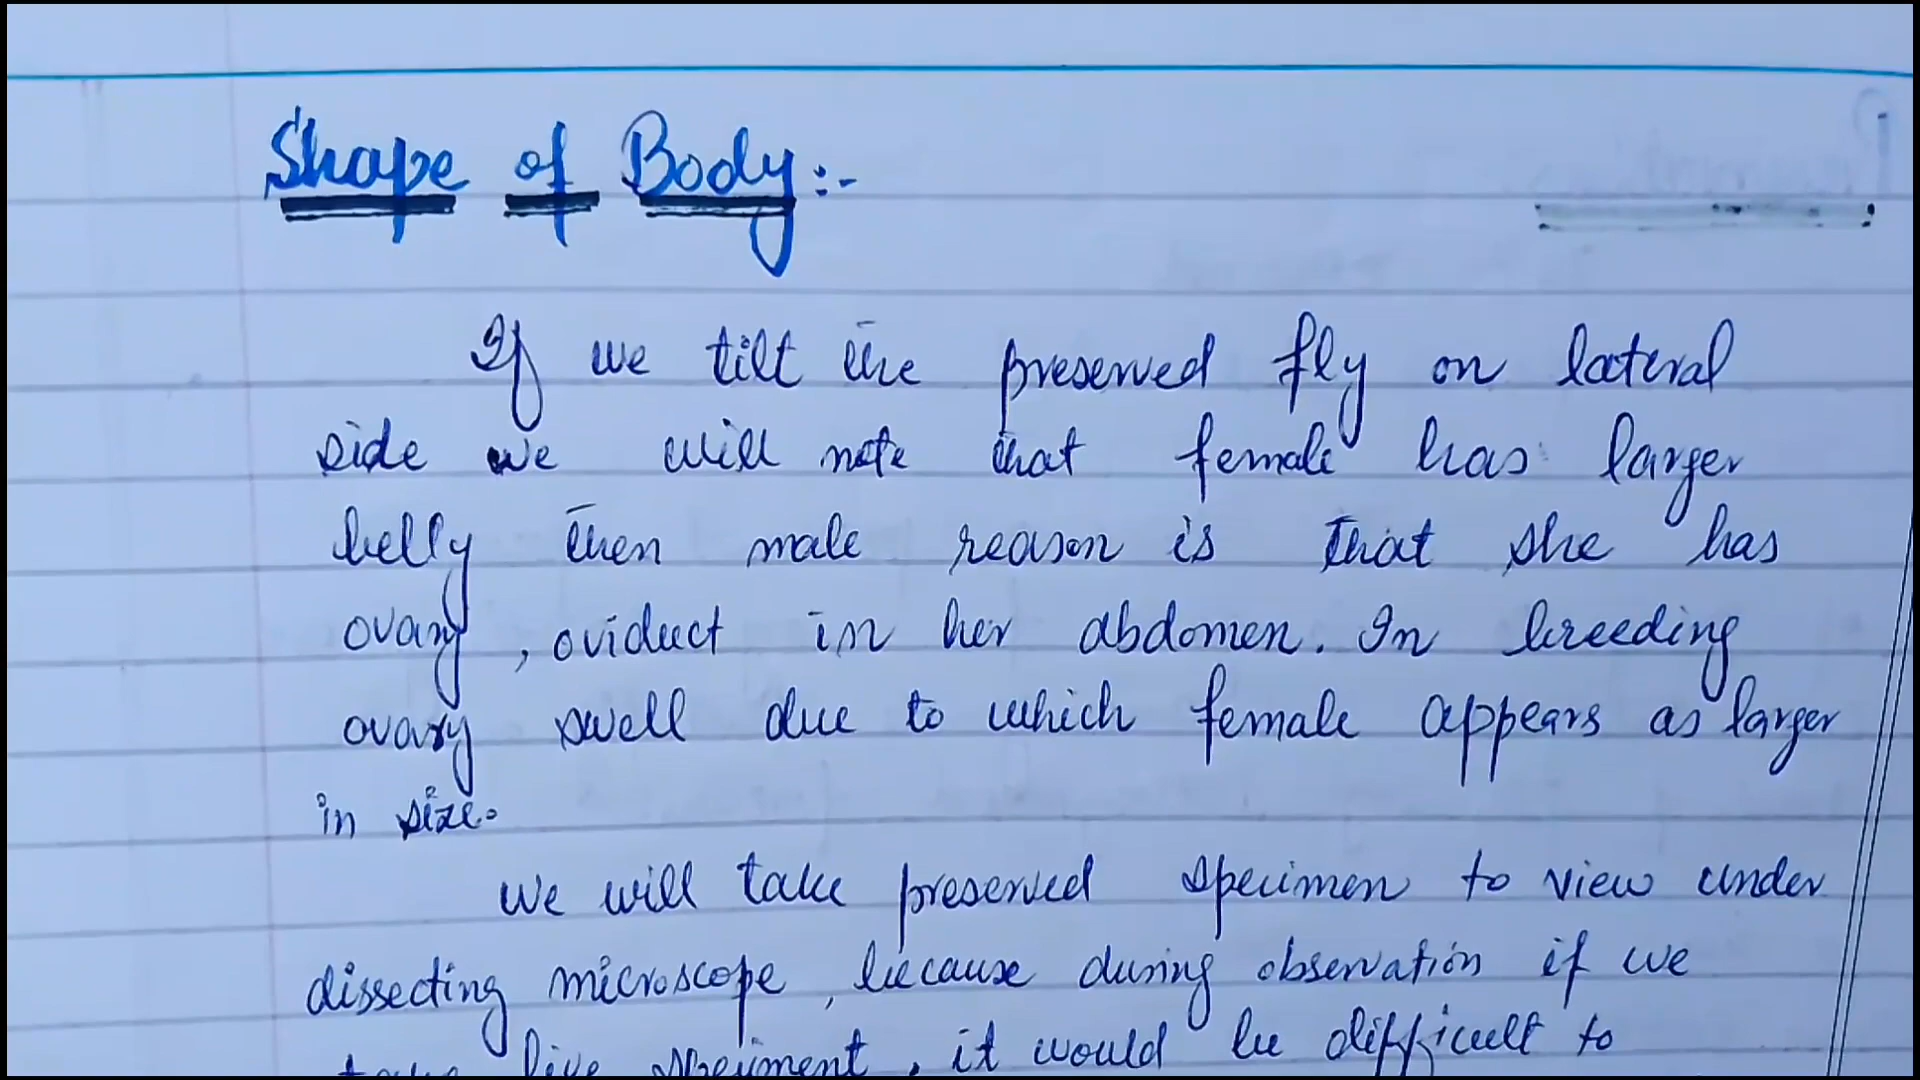 Shape of Body:-
If we tilt the preserved fly on lateral
side we will note that female has larger
belly then male reason is that she has
ovary, oviduct in her abdomen. In breeding
ovary swell due to which female appears as larger
in size.
We will take preserved specimen to view under
dissecting microscope, because during observation if we
take live speciment, it would be difficult to